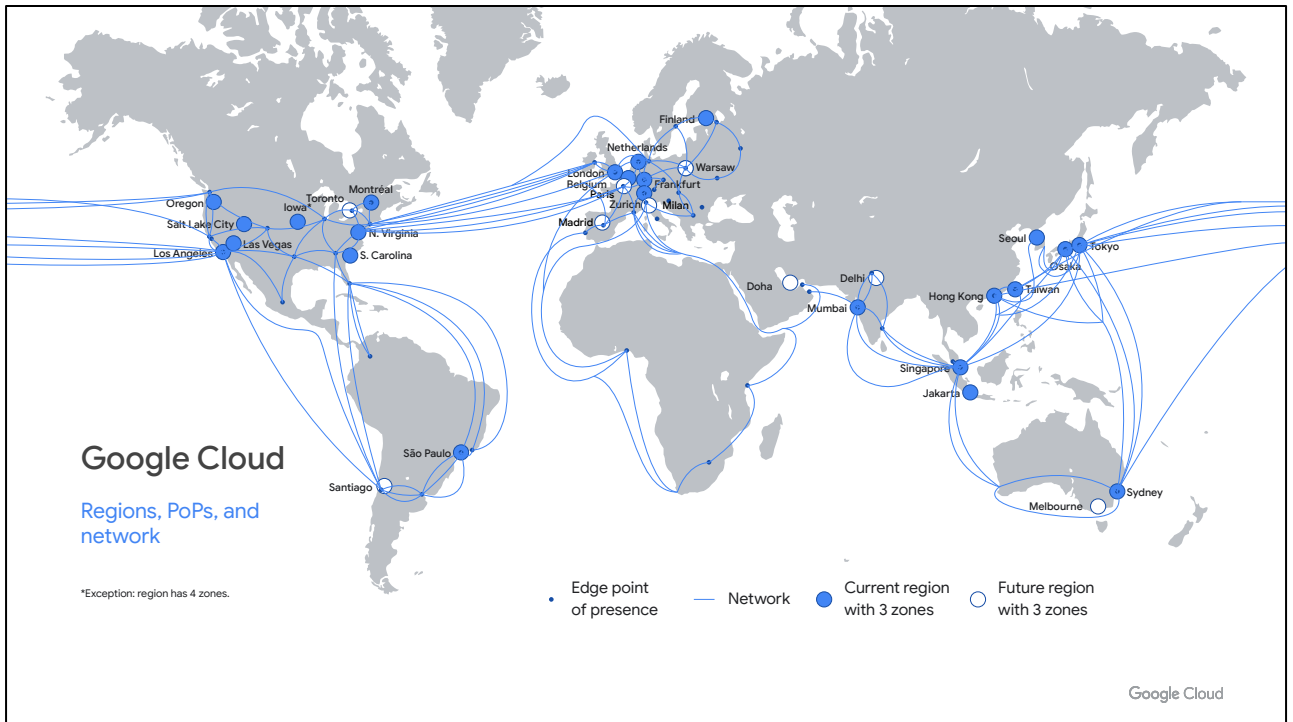 Finland
Netherlands
London
Warsaw
Belgium
Frankfurt
Paris
Zurich
Milan
Madrid
Montréal
Toronto
Iowa*
Oregon
Salt Lake City
N. Virginia
Las Vegas
Los Angeles
S. Carolina
Seoul
Tokyo
Osaka
Doha
Delhi
Hong Kong
Taiwan
Mumbai
Singapore
Jakarta
São Paulo
Santiago
Sydney
Melbourne
Google Cloud
Regions, PoPs, and
network
*Exception: region has 4 zones.
Edge point
of presence
Network
Current region
with 3 zones
Future region
with 3 zones
Google Cloud